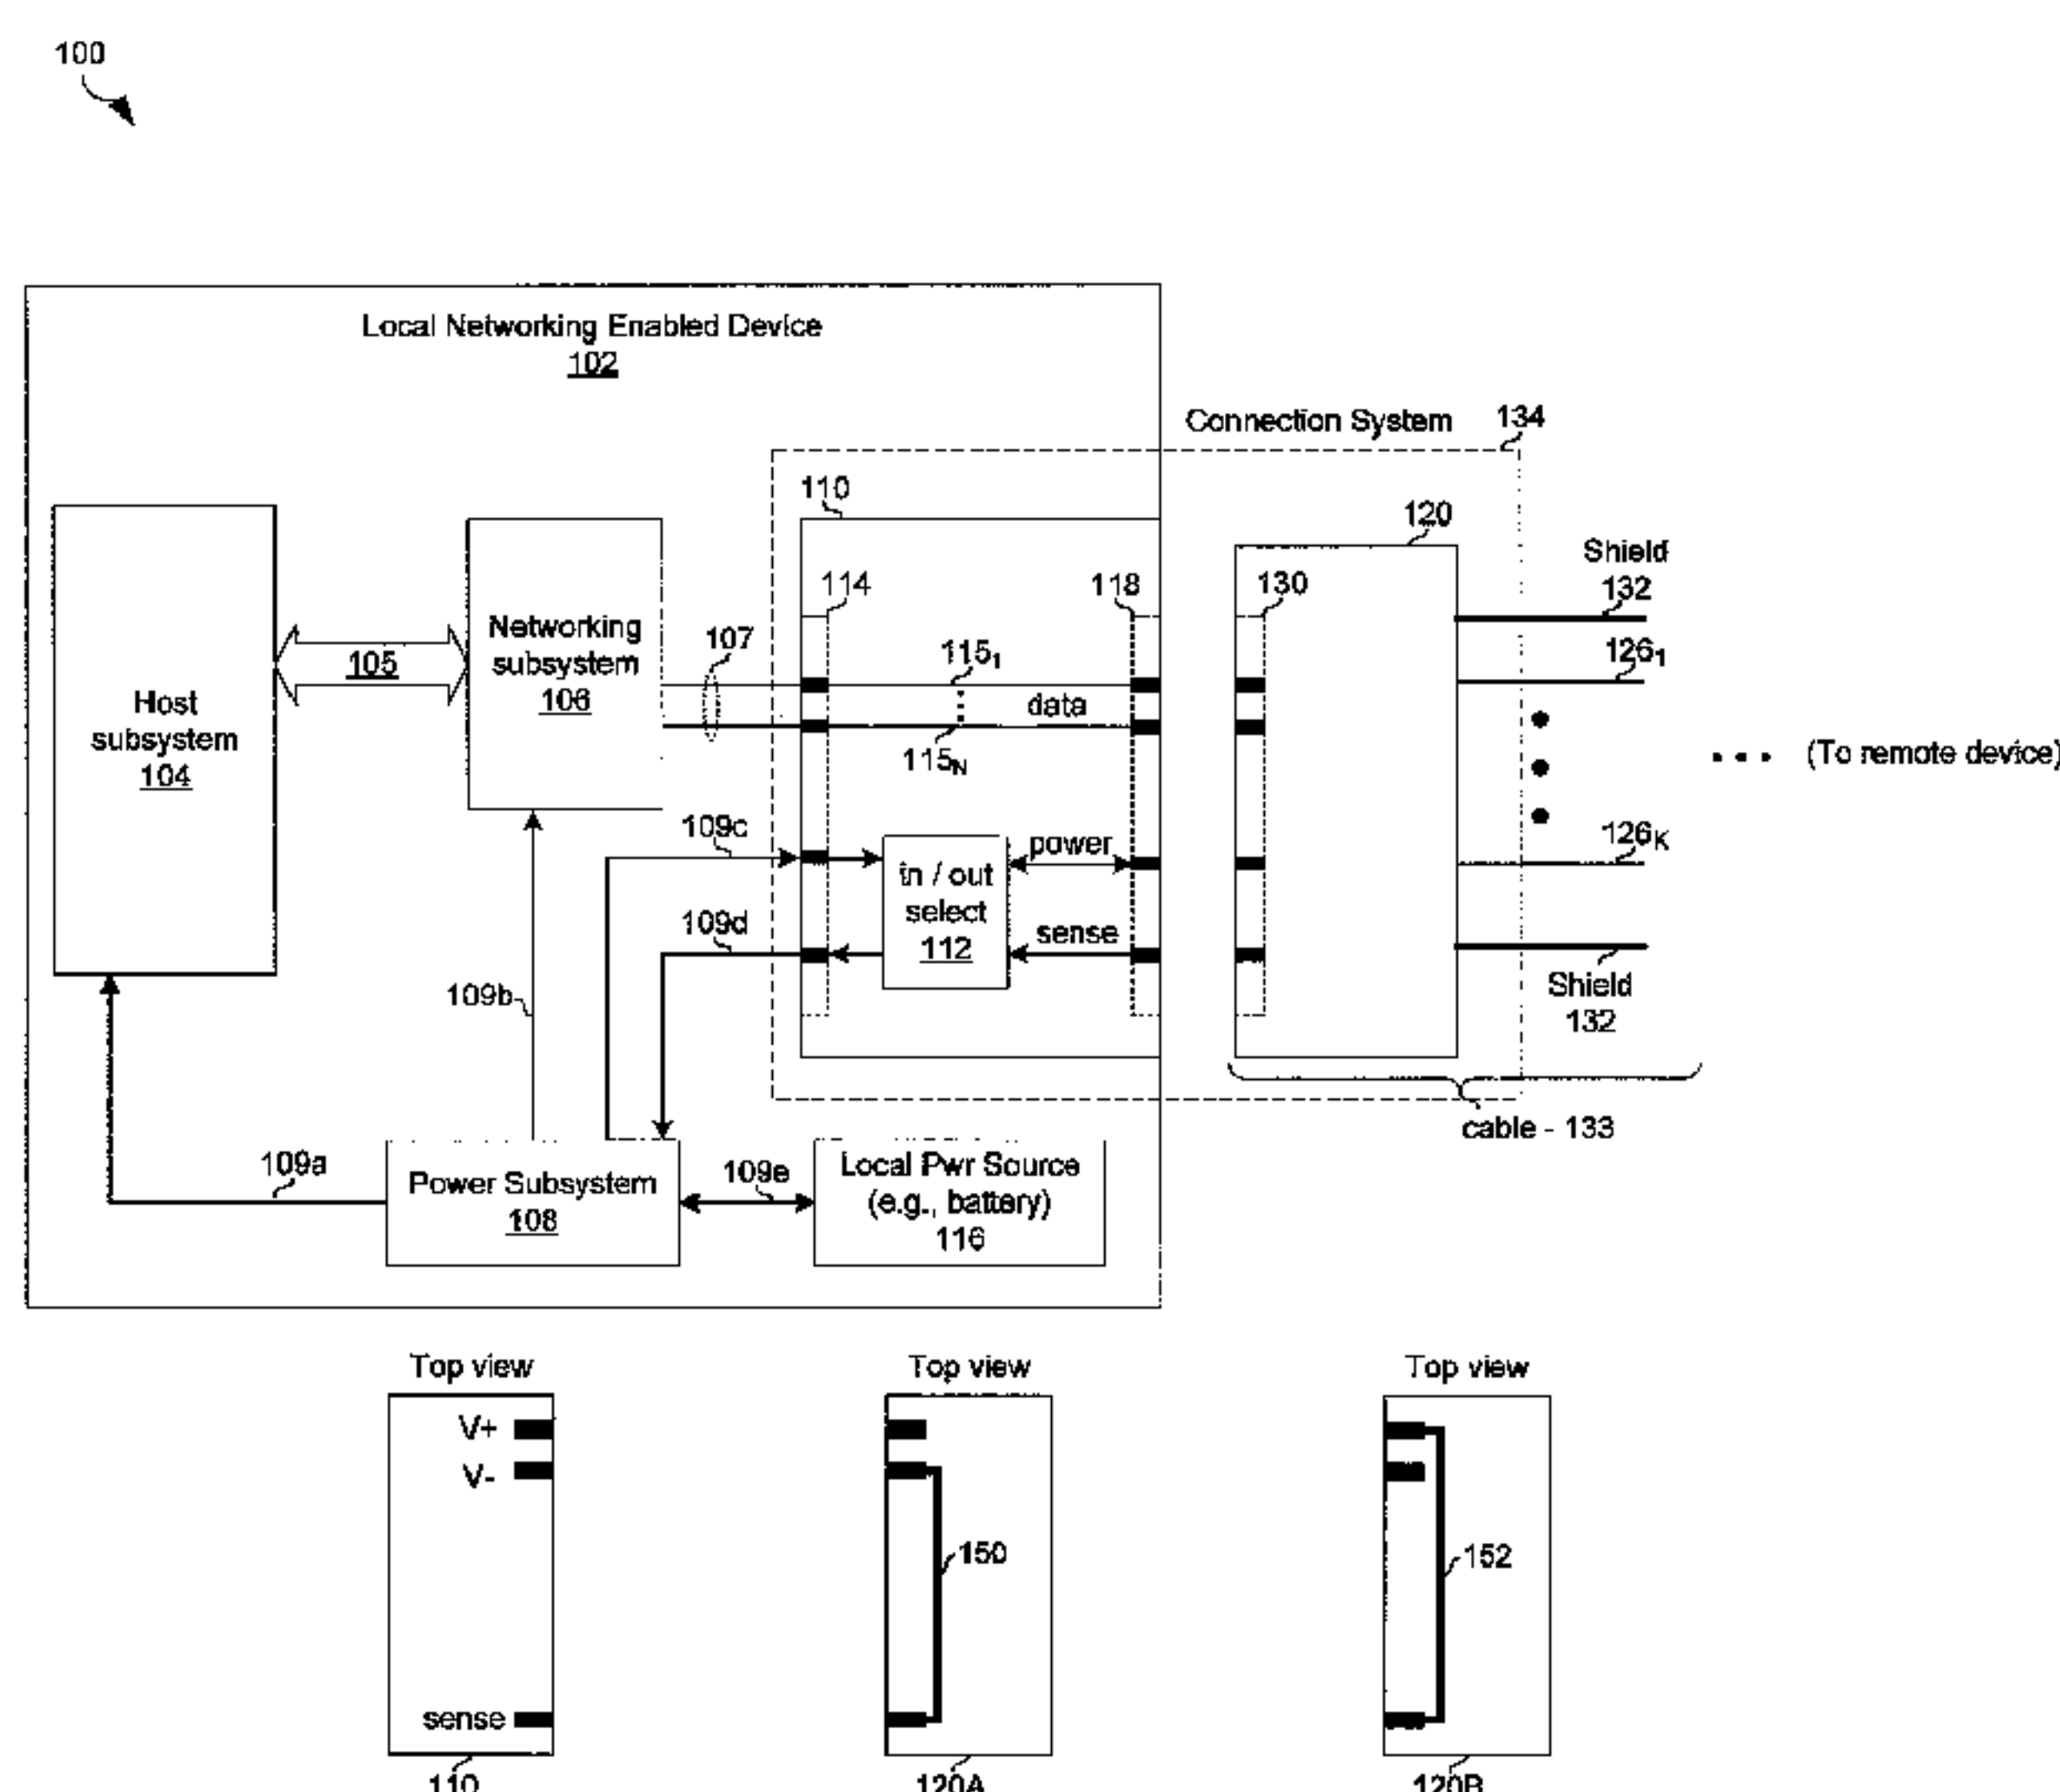 100
Local Networking Enabled Device
102
Connection System
134
110
120
Shield
132
114
118
130
Host
subsystem
104
105
Networking
subsystem
106
107
115₁
data
115N
126₁
(To remote device)
126K
109c
in / out
select
112
power
109d
sense
109b
Shield
132
cable - 133
109a
Power Subsystem
108
109e
Local Pwr Source
(e.g., battery)
116
Top view
Top view
Top view
V+
V-
150
152
sense
110
120A
120B